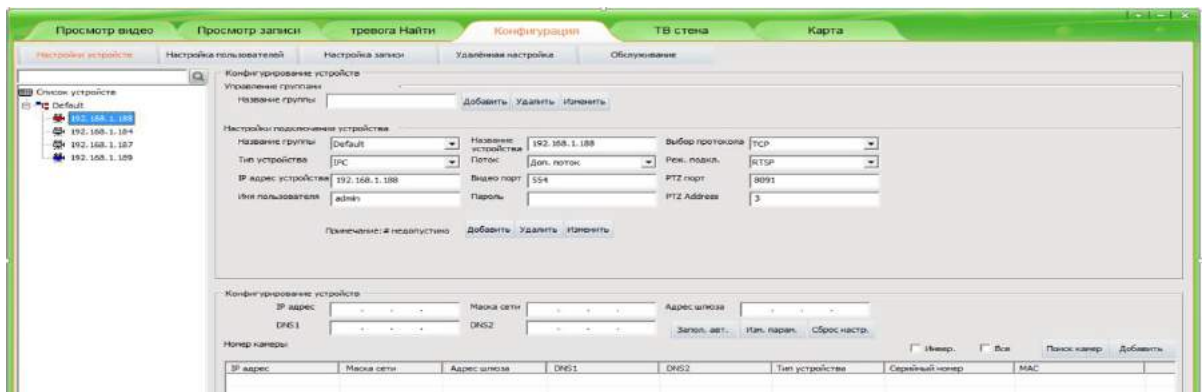 Просмотр видео Просмотр записи тревога Найти Конфигурация ТВ стена Карта
Настройки устройств Настройка пользователей Настройка записи Удалённая настройка Обслуживание
Список устройств
Default
192.168.1.188
192.168.1.184
192.168.1.187
192.168.1.189
Конфигурирование устройств
Управление группами
Название группы Добавить Удалить Изменить
Настройки подключения устройства
Название группы Default Название устройства 192.168.1.188 Выбор протокола TCP
Тип устройства IPC Поток Доп. поток Реж. подкл. RTSP
IP адрес устройства 192.168.1.188 Видео порт 554 PTZ порт 8091
Имя пользователя admin Пароль PTZ Address 3
Примечание: # недопустимо Добавить Удалить Изменить
Конфигурирование устройств
IP адрес Маска сети Адрес шлюза
DNS1 DNS2 Запол. авт. Изм. парам. Сброс настр.
Номер камеры Инвер. Все Поиск камер Добавить
IP адрес Маска сети Адрес шлюза DNS1 DNS2 Тип устройства Серийный номер MAC